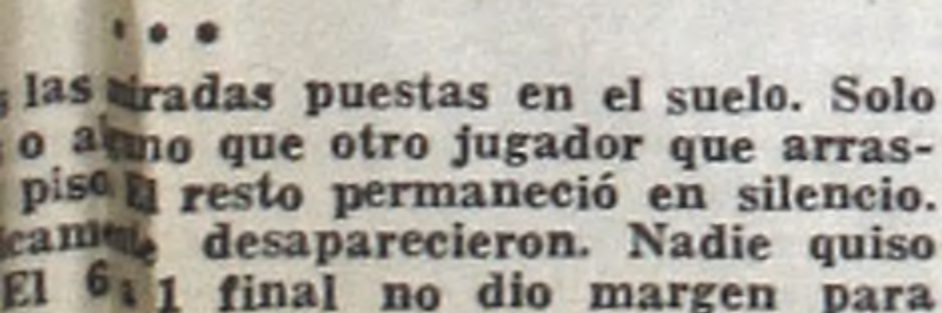 • • •
las miradas puestas en el suelo. Solo
o alguno que otro jugador que arras-
piso El resto permaneció en silencio.
desaparecieron. Nadie quiso
El 6 a 1 final no dio margen para